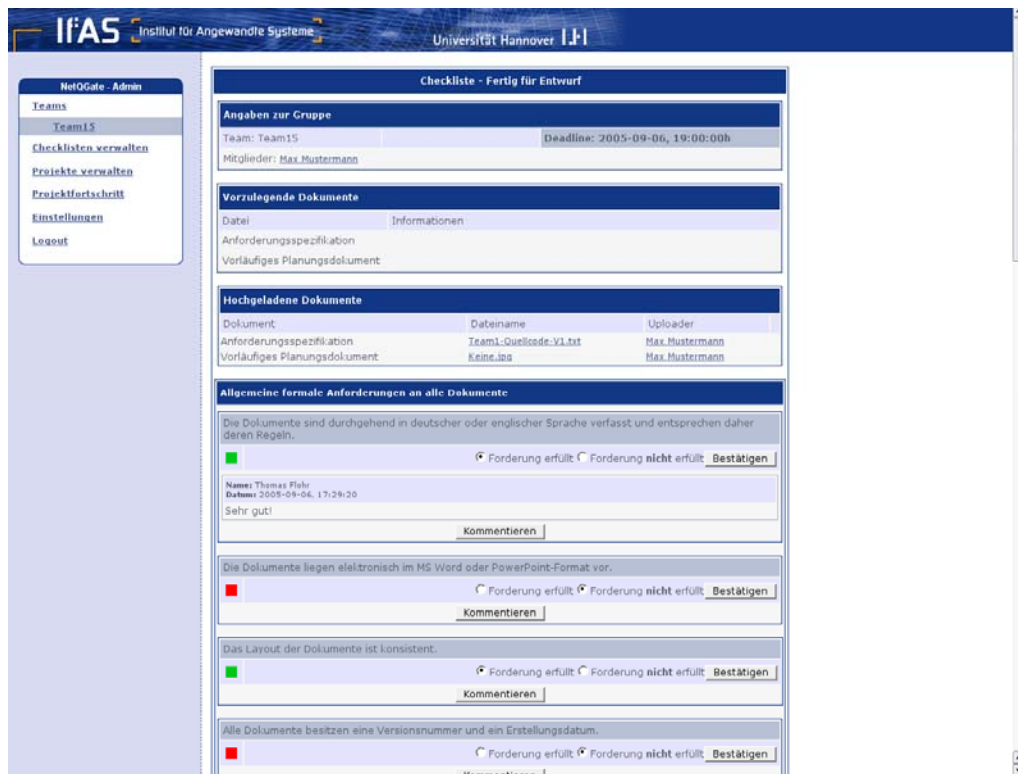 IfAS Institut für Angewandte Systeme
Universität Hannover
NetQGate - Admin
Teams
Team15
Checklisten verwalten
Projekte verwalten
Projektfortschritt
Einstellungen
Logout
Checkliste - Fertig für Entwurf
Angaben zur Gruppe
Team: Team15 Deadline: 2005-09-06, 19:00:00h
Mitglieder: Max Mustermann
Vorzulegende Dokumente
Datei Informationen
Anforderungsspezifikation
Vorläufiges Planungsdokument
Hochgeladene Dokumente
Dokument Dateiname Uploader
Anforderungsspezifikation Team1-Quellcode-V1.txt Max Mustermann
Vorläufiges Planungsdokument Keine.jpg Max Mustermann
Allgemeine formale Anforderungen an alle Dokumente
Die Dokumente sind durchgehend in deutscher oder englischer Sprache verfasst und entsprechen daher
deren Regeln.
Forderung erfüllt Forderung nicht erfüllt Bestätigen
Name: Thomas Flohr
Datum: 2005-09-06, 17:29:20
Sehr gut!
Kommentieren
Die Dokumente liegen elektronisch im MS Word oder PowerPoint-Format vor.
Forderung erfüllt Forderung nicht erfüllt Bestätigen
Kommentieren
Das Layout der Dokumente ist konsistent.
Forderung erfüllt Forderung nicht erfüllt Bestätigen
Kommentieren
Alle Dokumente besitzen eine Versionsnummer und ein Erstellungsdatum.
Forderung erfüllt Forderung nicht erfüllt Bestätigen
Kommentieren